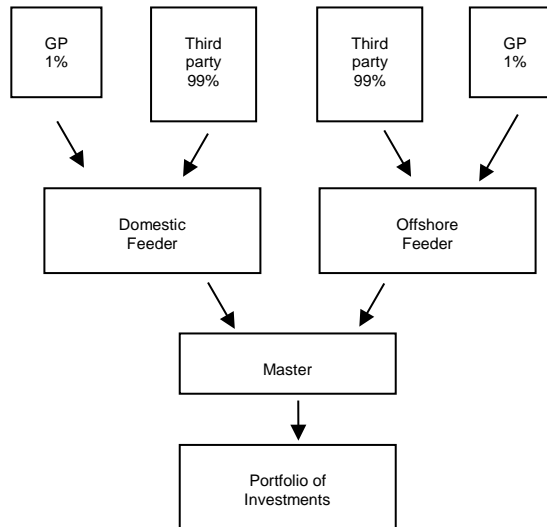 GP
1%
Third
party
99%
Third
party
99%
GP
1%
Domestic
Feeder
Offshore
Feeder
Master
Portfolio of
Investments